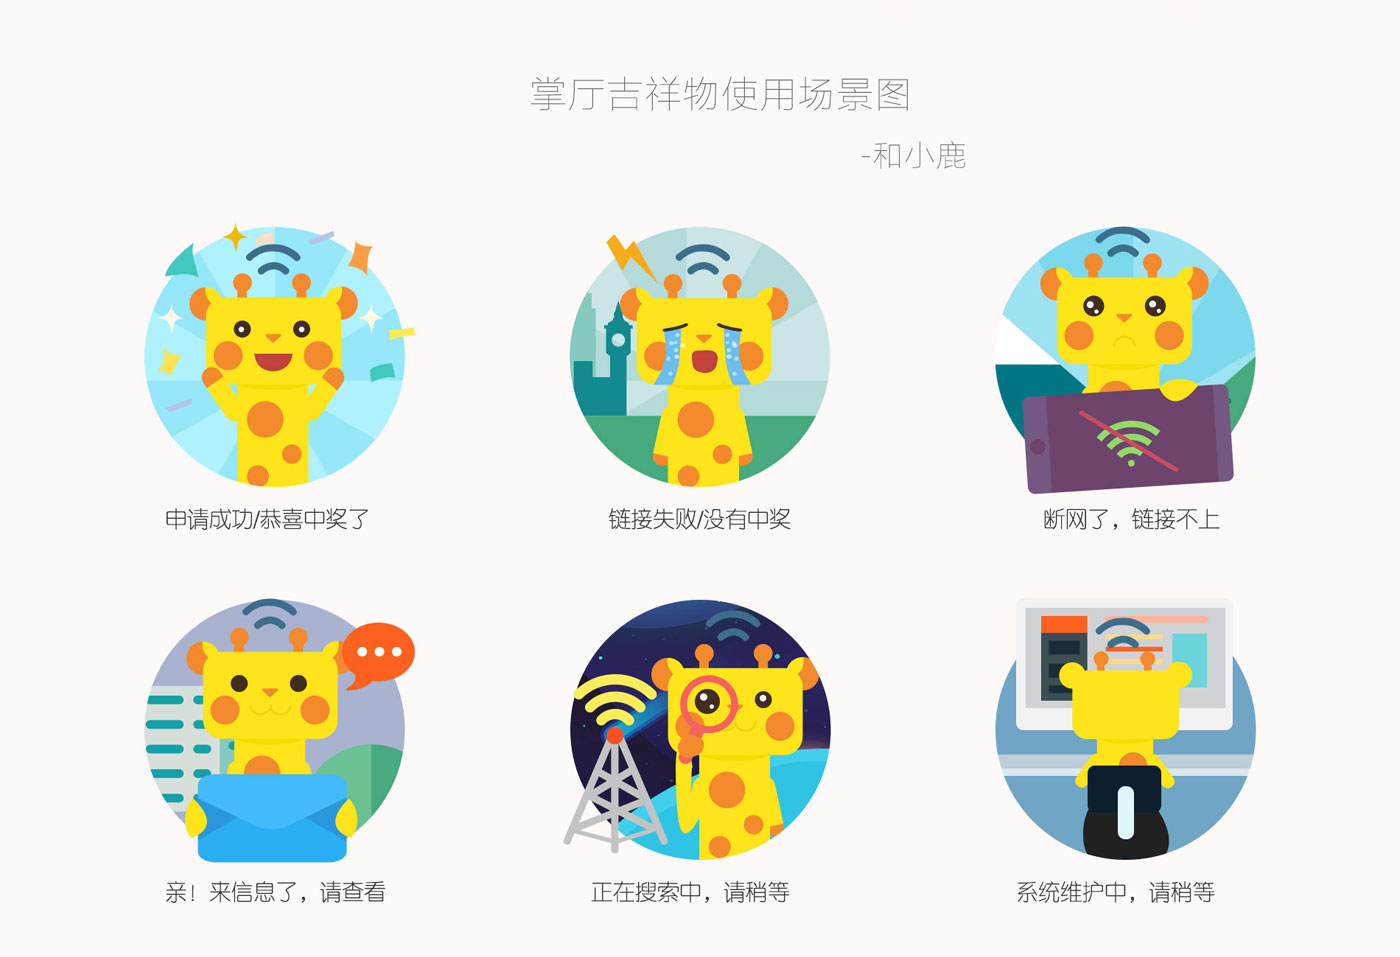 掌厅吉祥物使用场景图
-和小鹿
申请成功/恭喜中奖了
链接失败/没有中奖
断网了，链接不上
亲！来信息了，请查看
正在搜索中，请稍等
系统维护中，请稍等